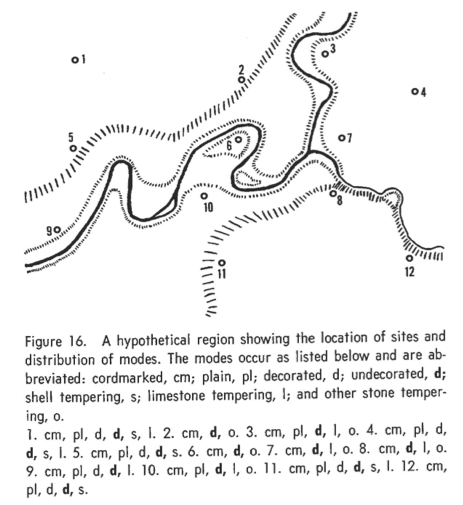 1
2
3
4
5
6
7
8
9
10
11
12
Figure 16. A hypothetical region showing the location of sites and
distribution of modes. The modes occur as listed below and are ab-
breviated: cordmarked, cm; plain, pl; decorated, d; undecorated, d;
shell tempering, s; limestone tempering, l; and other stone temper-
ing, o.
1. cm, pl, d, d, s, l. 2. cm, d, o. 3. cm, pl, d, l, o. 4. cm, pl, d,
d, s, l. 5. cm, pl, d, d, s. 6. cm, d, o. 7. cm, d, l, o. 8. cm, d, l, o.
9. cm, pl, d, d, l. 10. cm, pl, d, l, o. 11. cm, pl, d, d, s, l. 12. cm,
pl, d, d, s.